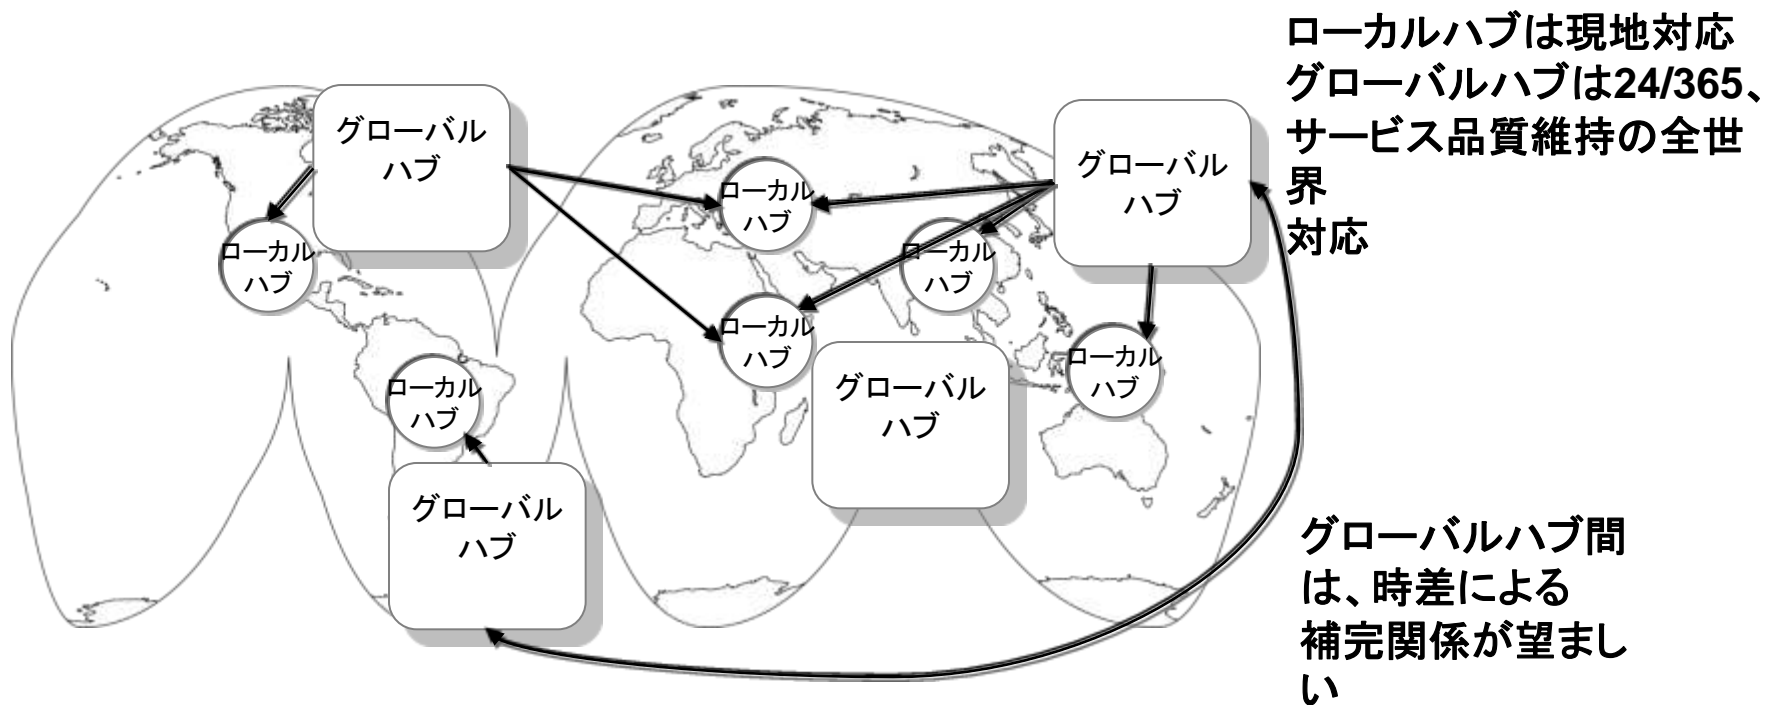 ローカルハブは現地対応
グローバルハブは24/365、
サービス品質維持の全世
界
対応
グローバル
ハブ
グローバル
ハブ
ローカル
ハブ
ローカル
ハブ
ローカル
ハブ
ローカル
ハブ
ローカル
ハブ
ローカル
ハブ
グローバル
ハブ
グローバル
ハブ
グローバルハブ間
は、時差による
補完関係が望まし
い